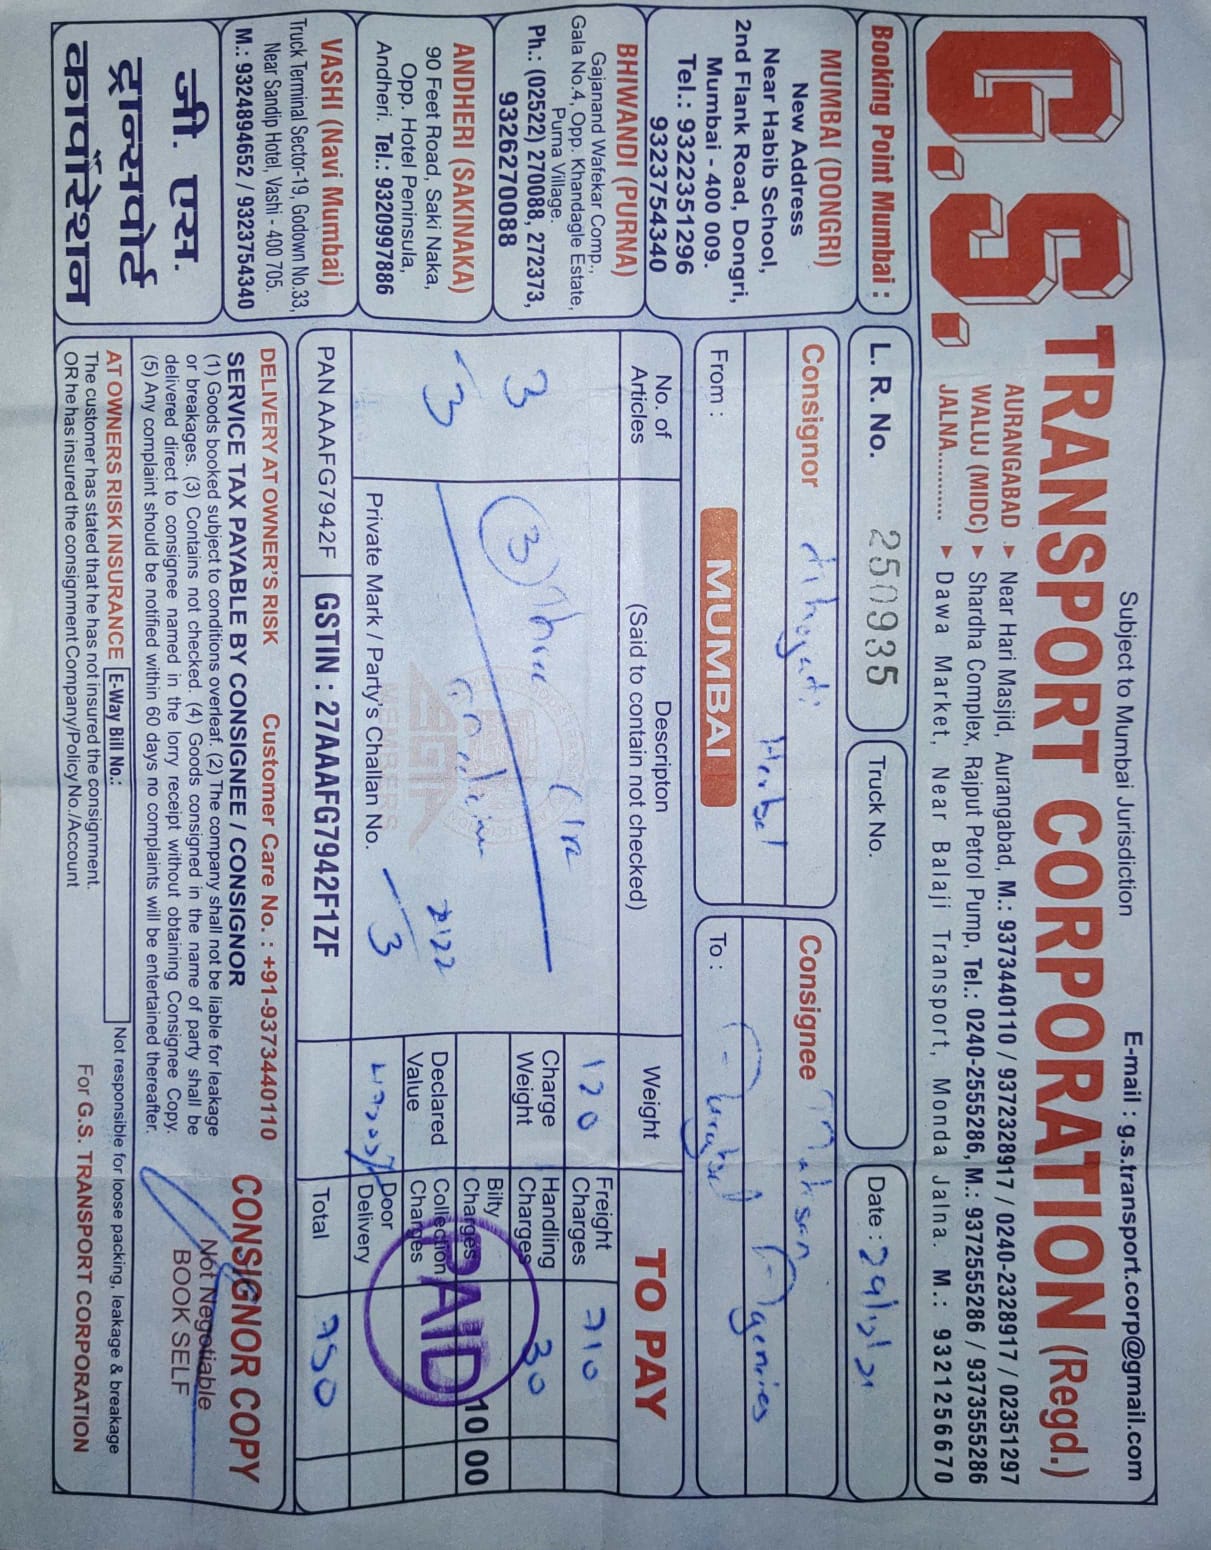 Subject to Mumbai Jurisdiction
E-mail : g.s.transport.corp@gmail.com
G.S. TRANSPORT CORPORATION (Regd.)
AURANGABAD ► Near Hari Masjid, Aurangabad, M.: 9373440110 / 9372328917 / 0240-2328917 / 02351297
WALUJ (MIDC) ► Shardha Complex, Rajput Petrol Pump, Tel.: 0240-2555286, M.: 9372555286 / 9373555286
JALNA........... ► Dawa Market, Near Balaji Transport, Monda Jalna. M.: 9321256670
Booking Point Mumbai :
MUMBAI (DONGRI)
New Address
Near Habib School,
2nd Flank Road, Dongri,
Mumbai - 400 009.
Tel.: 9322351296
9323754340
BHIWANDI (PURNA)
Gajanand Wafekar Comp.,
Gala No.4, Opp. Khandagle Estate,
Purna Village.
Ph.: (02522) 270088, 272373,
9326270088
ANDHERI (SAKINAKA)
90 Feet Road, Saki Naka,
Opp. Hotel Peninsula,
Andheri. Tel.: 9320997886
VASHI (Navi Mumbai)
Truck Terminal Sector-19, Godown No.33,
Near Sandip Hotel, Vashi - 400 705.
M.: 9324894652 / 9323754340
जी. एस.
ट्रान्सपोर्ट
कार्पोरेशन
L. R. No. 250935
Truck No.
Date :
Consignor
Herbal
Consignee
Agencies
From : MUMBAI
To :
No. of
Articles
Descripton
(Said to contain not checked)
Weight
TO PAY
3
3
(3) Three
3
Private Mark / Party's Challan No.
120
Charge
Weight
Declared
Value
Freight
Charges
710
Handling
Charges
30
Bilty
Charges
10 00
Collection
Charges
Door
Delivery
PAID
Total
750
PAN AAAFG7942F
GSTIN : 27AAAFG7942F1ZF
DELIVERY AT OWNER'S RISK Customer Care No. : +91-9373440110
SERVICE TAX PAYABLE BY CONSIGNEE / CONSIGNOR
(1) Goods booked subject to conditions overleaf. (2) The company shall not be liable for leakage
or breakages. (3) Contains not checked. (4) Goods consigned in the name of party shall be
delivered direct to consignee named in the lorry receipt without obtaining Consignee Copy.
(5) Any complaint should be notified within 60 days no complaints will be entertained thereafter.
CONSIGNOR COPY
Not Negotiable
BOOK SELF
AT OWNERS RISK INSURANCE E-Way Bill No.:
The customer has stated that he has not insured the consignment.
OR he has insured the consignment Company/Policy No./Account
Not responsible for loose packing, leakage & breakage
For G.S. TRANSPORT CORPORATION